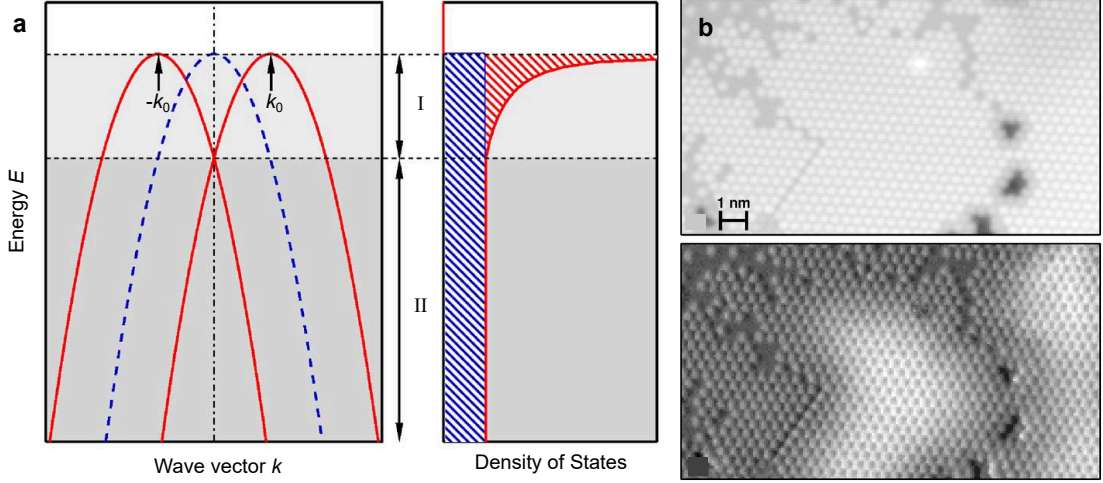 a
-k0
k0
I
II
Energy E
Wave vector k
Density of States
b
1 nm